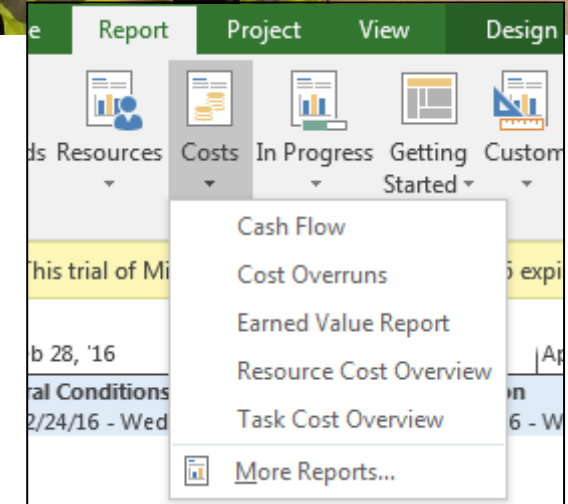 e Report Project View Design
ds Resources Costs In Progress Getting Started Custom
Cash Flow
This trial of Mi 5 expi
Cost Overruns
Earned Value Report
b 28, '16 Ap
Resource Cost Overview
ral Conditions on
2/24/16 - Wed 6 - W
Task Cost Overview
More Reports...